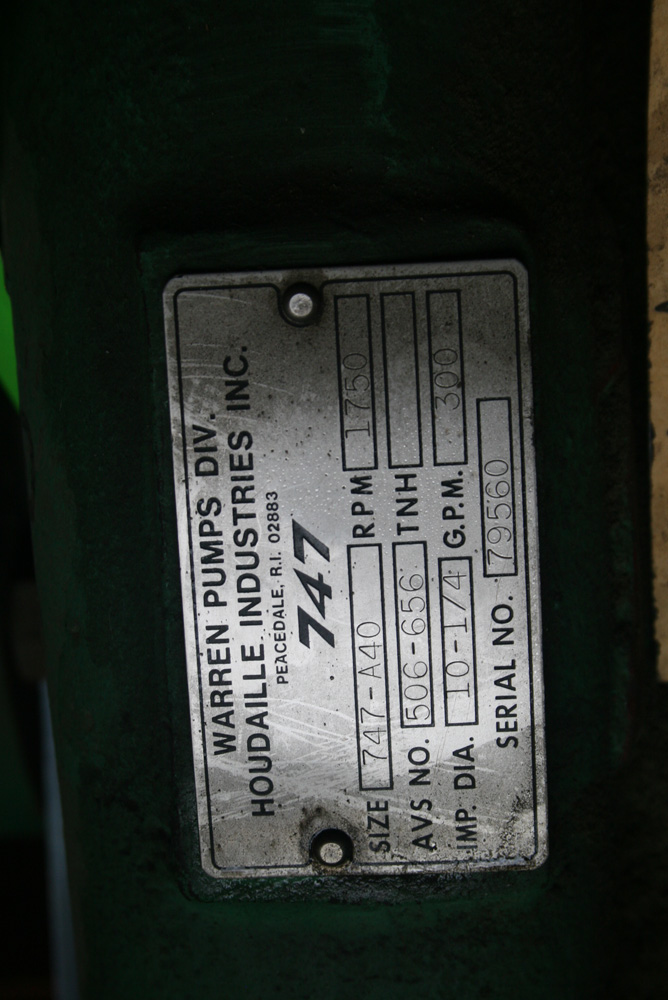 WARREN PUMPS DIV.
HOUDAILLE INDUSTRIES INC.
PEACEDALE, R.I. 02883
747
SIZE 747-A40 RPM 1750
AVS NO. 506-656 TNH
IMP. DIA. 10-1/4 G.P.M. 300
SERIAL NO. 79560